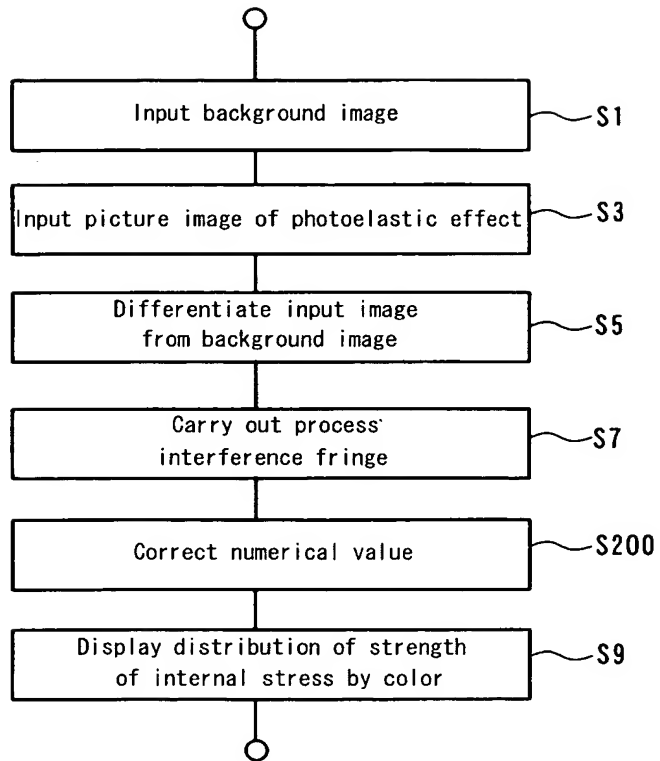 Input background image
S1
Input picture image of photoelastic effect
S3
Differentiate input image
from background image
S5
Carry out process
interference fringe
S7
Correct numerical value
S200
Display distribution of strength
of internal stress by color
S9